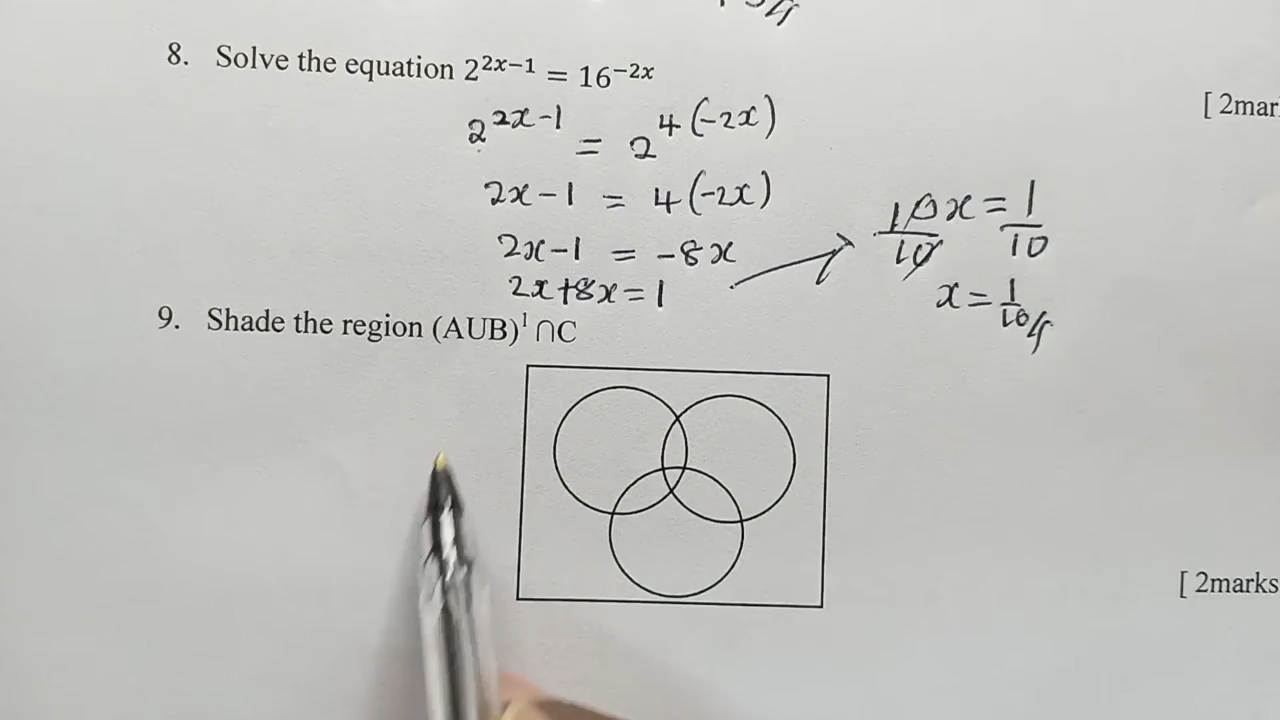 8. Solve the equation 2^{2x−1} = 16^{−2x}
[ 2mar
2^{2x-1} = 2^{4(-2x)}
2x-1 = 4(-2x)
2x-1 = -8x
2x+8x=1
10x/10 = 1/10
x = 1/10
9. Shade the region (AUB)^1 ∩C
[ 2marks